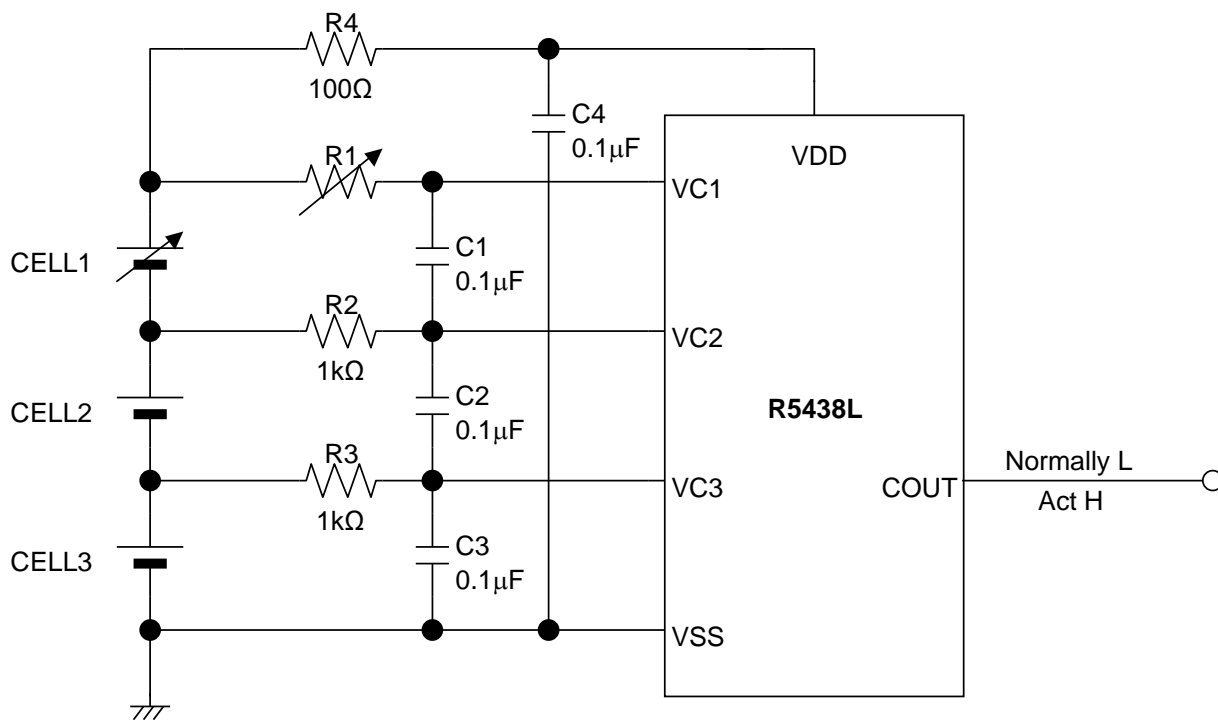 R4
100Ω
C4
0.1μF
VDD
R1
VC1
CELL1
C1
0.1μF
R2
1kΩ
VC2
CELL2
C2
0.1μF
R5438L
R3
1kΩ
VC3
COUT
Normally L
Act H
CELL3
C3
0.1μF
VSS